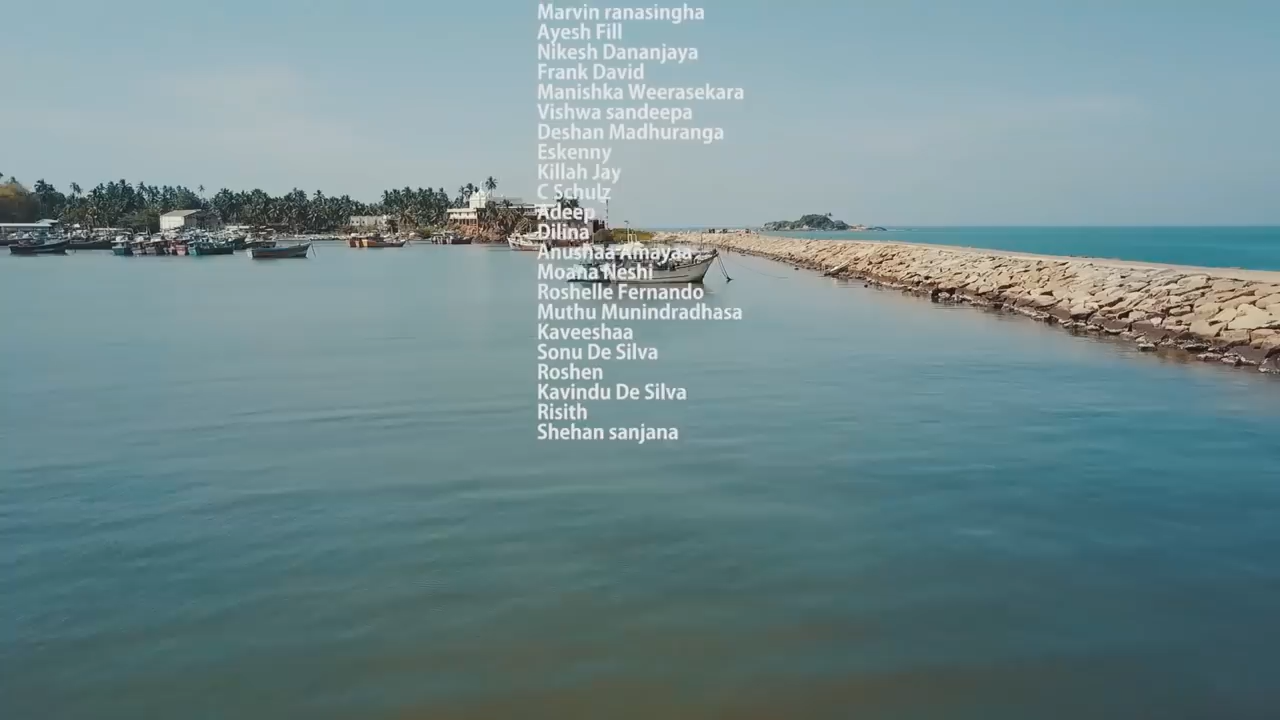 Marvin ranasingha
Ayesh Fill
Nikesh Dananjaya
Frank David
Manishka Weerasekara
Vishwa sandeepa
Deshan Madhuranga
Eskenny
Killah Jay
C Schulz
Adeep
Dilina
Anushaa Amayaa
Moana Neshi
Roshelle Fernando
Muthu Munindradhasa
Kaveeshaa
Sonu De Silva
Roshen
Kavindu De Silva
Risith
Shehan sanjana